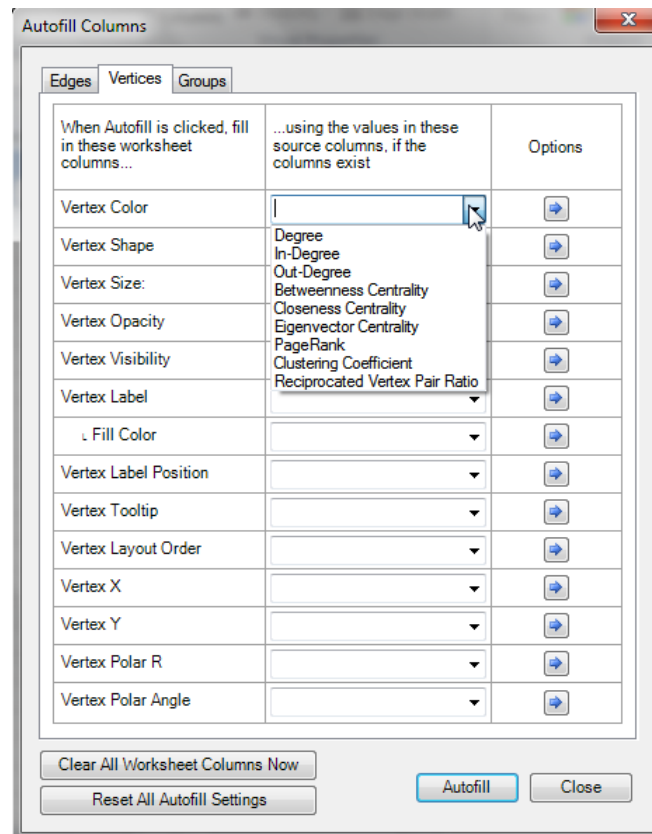 Autofill Columns
Edges
Vertices
Groups
When Autofill is clicked, fill
in these worksheet
columns...
...using the values in these
source columns, if the
columns exist
Options
Vertex Color
Degree
In-Degree
Out-Degree
Betweenness Centrality
Closeness Centrality
Eigenvector Centrality
PageRank
Clustering Coefficient
Reciprocated Vertex Pair Ratio
Vertex Shape
Vertex Size:
Vertex Opacity
Vertex Visibility
Vertex Label
Fill Color
Vertex Label Position
Vertex Tooltip
Vertex Layout Order
Vertex X
Vertex Y
Vertex Polar R
Vertex Polar Angle
Clear All Worksheet Columns Now
Reset All Autofill Settings
Autofill
Close